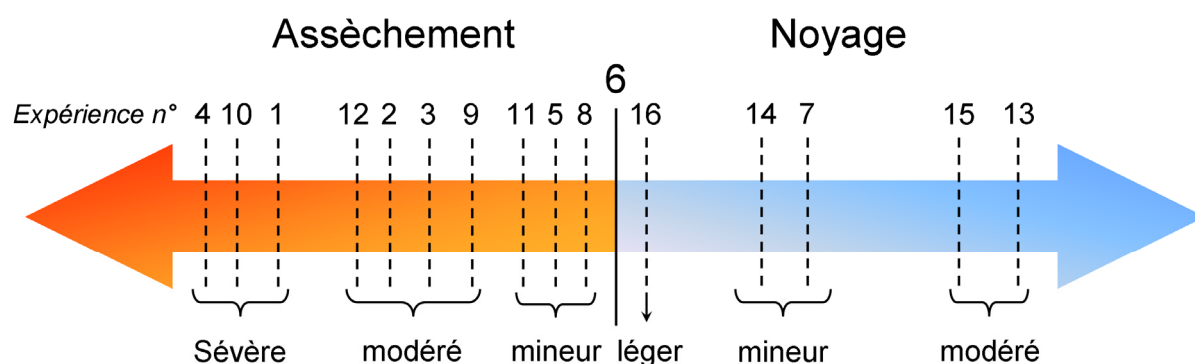 Assèchement Noyage
6
Expérience n° 4 10 1 12 2 3 9 11 5 8 16 14 7 15 13
Sévère modéré mineur léger mineur modéré